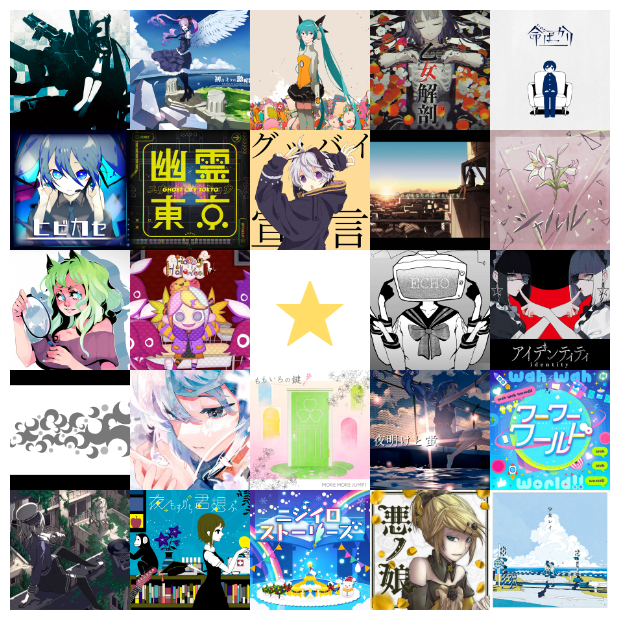 乙女解剖
命ばっかり
ヒビカセ
幽霊
GHOST CITY TOKYO
東京
グッバイ
宣言
シャルル
Happy
Halloween
ECHO
アイデンティティ
identity
ももいろの鍵
MORE MORE JUMP!
夜明けと蛍
wah wah
ワーワー
ワールド
world!!
夜もすがら君想ふ
ニジイロ
ストーリーズ
悪ノ娘